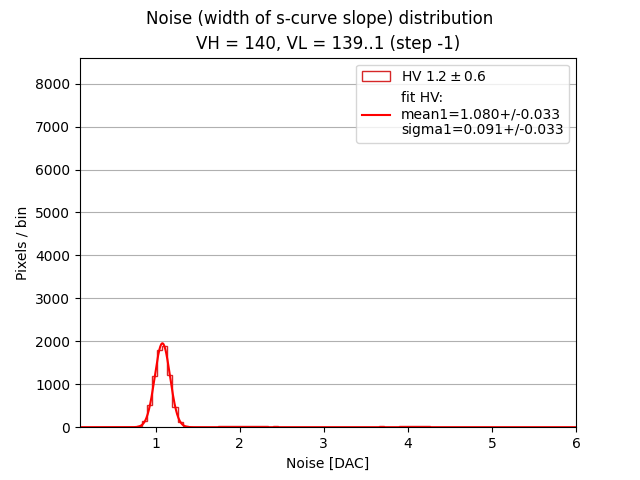 Noise (width of s-curve slope) distribution
VH = 140, VL = 139..1 (step -1)
HV 1.2 ± 0.6
fit HV:
mean1=1.080+/-0.033
sigma1=0.091+/-0.033
Pixels / bin
8000
7000
6000
5000
4000
3000
2000
1000
0
1 2 3 4 5 6
Noise [DAC]